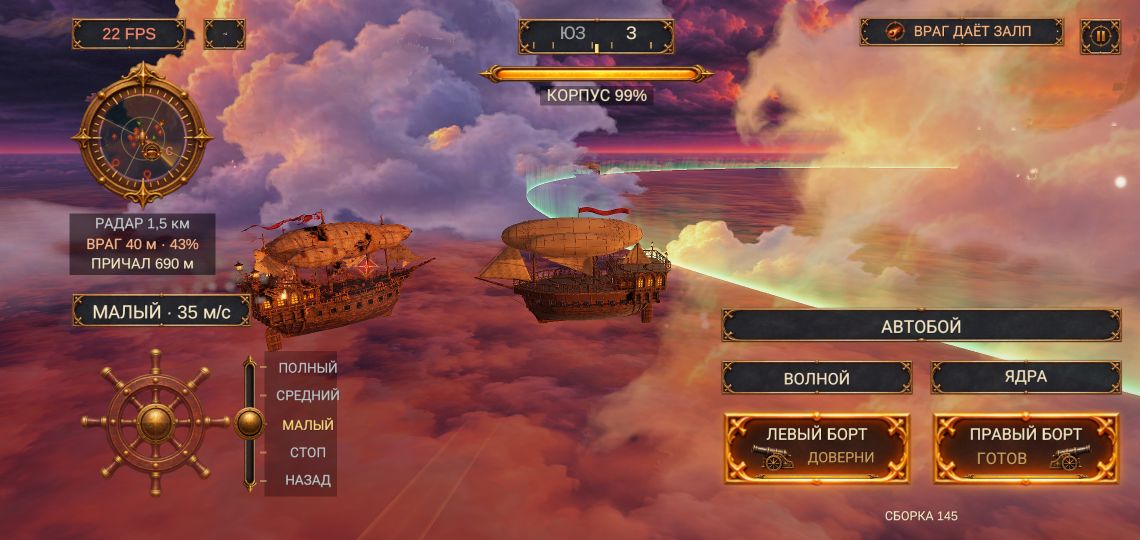 22 FPS
ЮЗ З
ВРАГ ДАЁТ ЗАЛП
КОРПУС 99%
С
РАДАР 1,5 км
ВРАГ 40 м · 43%
ПРИЧАЛ 690 м
МАЛЫЙ · 35 м/с
ПОЛНЫЙ
СРЕДНИЙ
МАЛЫЙ
СТОП
НАЗАД
АВТОБОЙ
ВОЛНОЙ
ЯДРА
ЛЕВЫЙ БОРТ
ДОВЕРНИ
ПРАВЫЙ БОРТ
ГОТОВ
СБОРКА 145